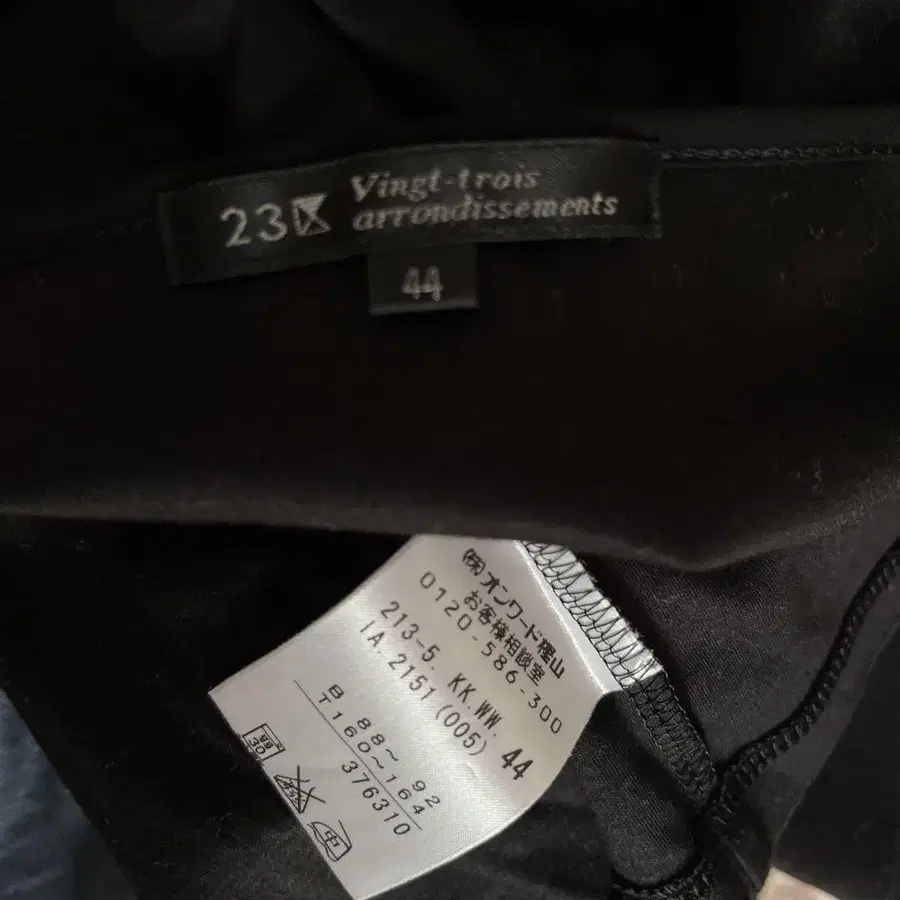 23区 Vingt-trois
arrondissements
44
(株)オンワード樫山
お客様相談室
0120-586-300
213-5. KK.WW. 44
IA.2151 (005)
B 88～ 92
T160～164
376310
中